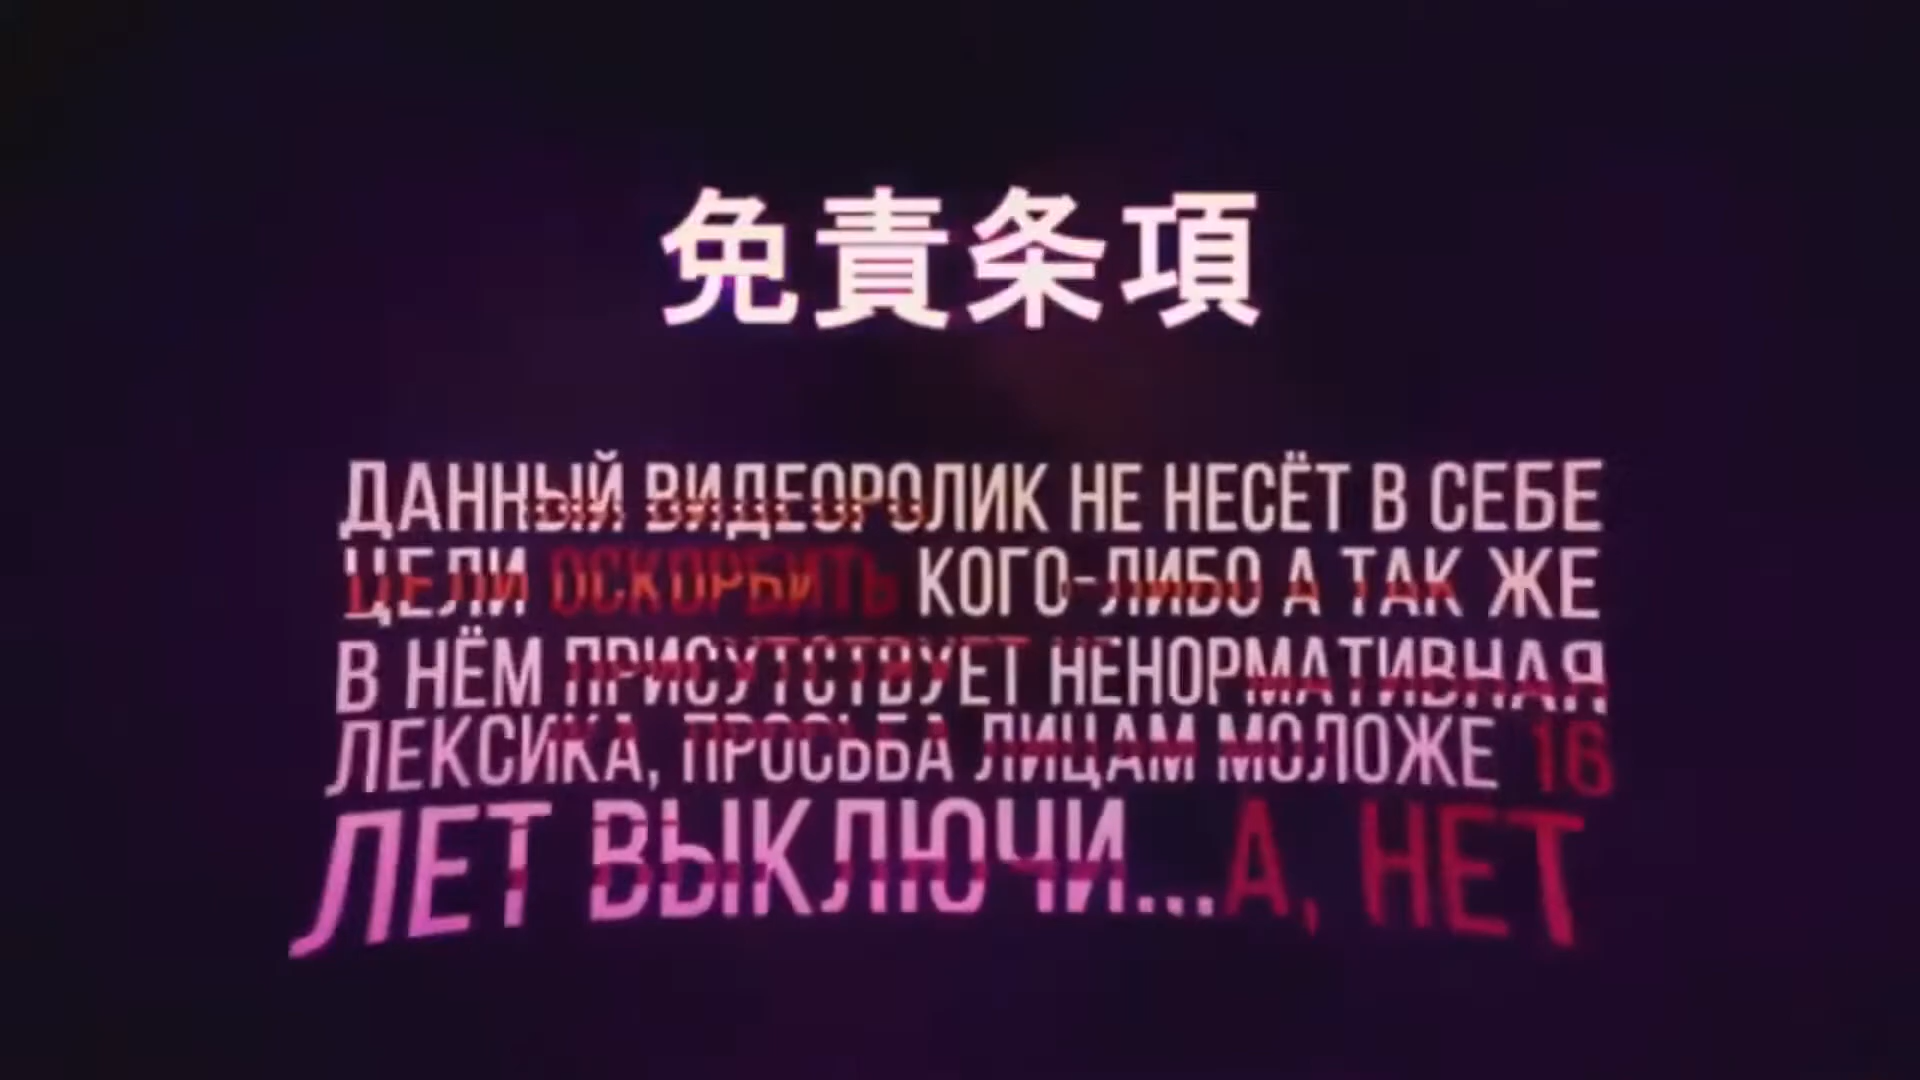 免責条項
ДАННЫЙ ВИДЕОРОЛИК НЕ НЕСЁТ В СЕБЕ
ЦЕЛИ ОСКОРБИТЬ КОГО-ЛИБО А ТАК ЖЕ
В НЁМ ПРИСУТСТВУЕТ НЕНОРМАТИВНАЯ
ЛЕКСИКА, ПРОСЬБА ЛИЦАМ МОЛОЖЕ 16
ЛЕТ ВЫКЛЮЧИ...А, НЕТ